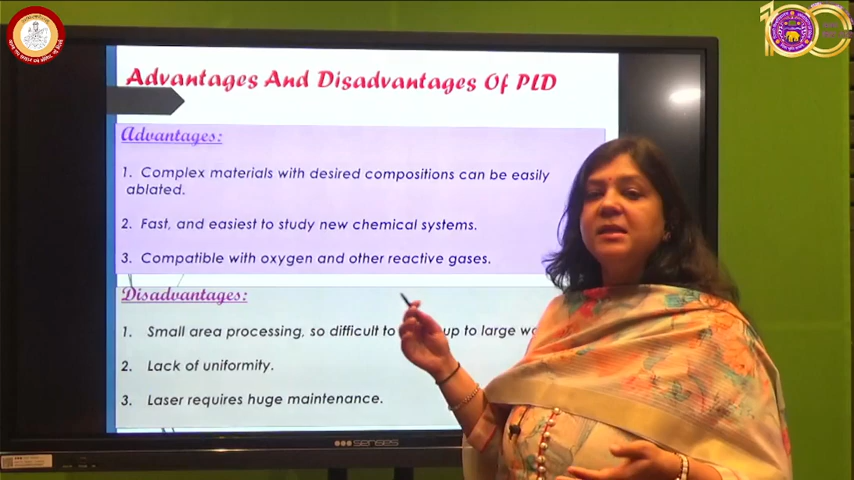 100
Advantages And Disadvantages Of PLD
Advantages:
1. Complex materials with desired compositions can be easily
ablated.
2. Fast, and easiest to study new chemical systems.
3. Compatible with oxygen and other reactive gases.
Disadvantages:
1. Small area processing, so difficult to up to large
2. Lack of uniformity.
3. Laser requires huge maintenance.
senses